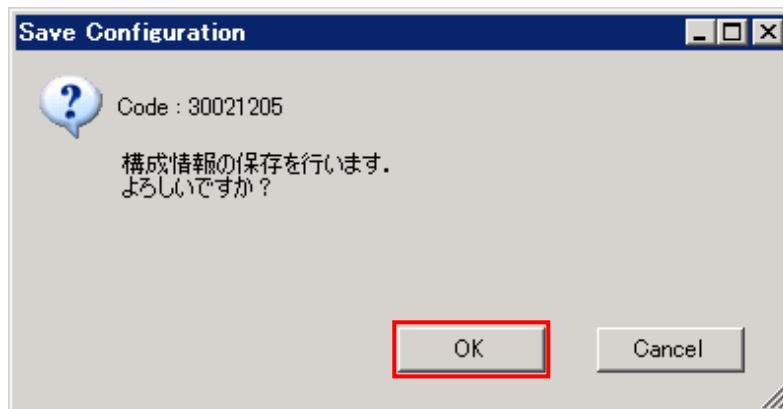 Save Configuration
Code : 30021205
構成情報の保存を行います.
よろしいですか？
OK
Cancel